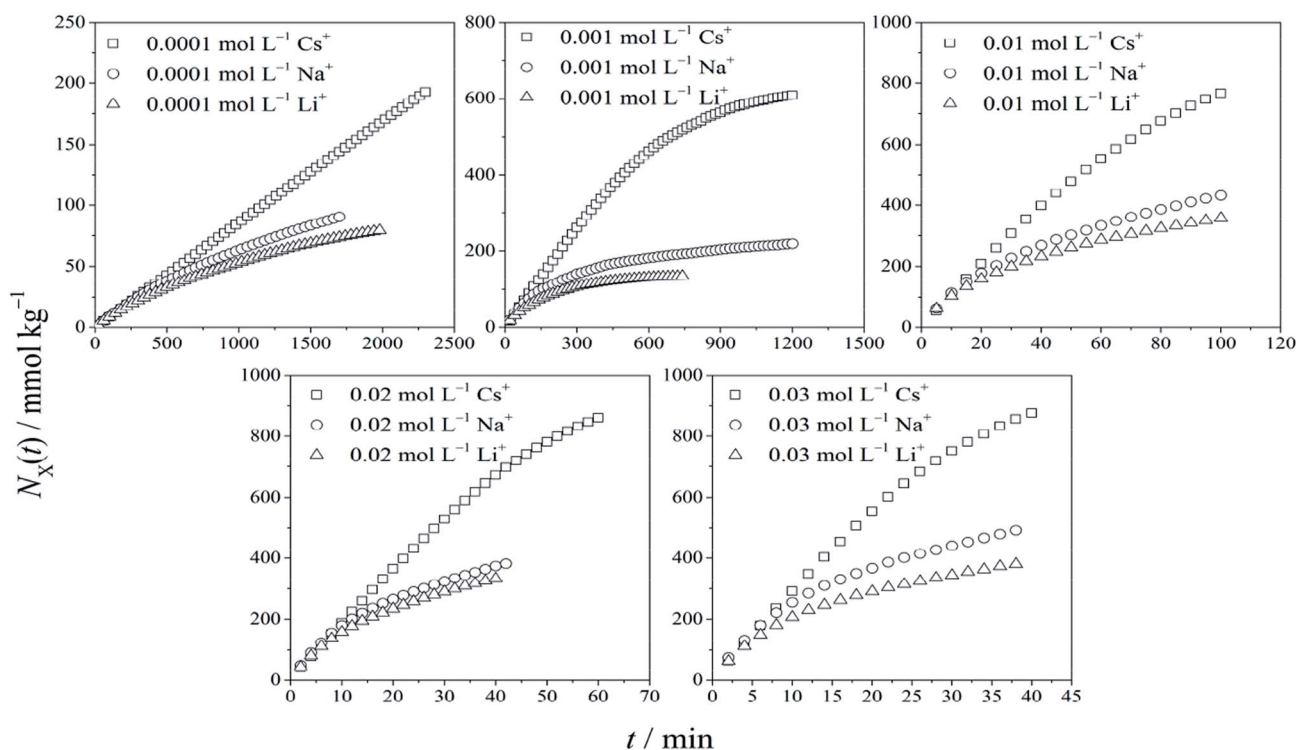 250
200
150
100
50
0
0 500 1000 1500 2000 2500
0.0001 mol L⁻¹ Cs⁺
0.0001 mol L⁻¹ Na⁺
0.0001 mol L⁻¹ Li⁺
800
600
400
200
0
0 300 600 900 1200 1500
0.001 mol L⁻¹ Cs⁺
0.001 mol L⁻¹ Na⁺
0.001 mol L⁻¹ Li⁺
1000
800
600
400
200
0
0 20 40 60 80 100 120
0.01 mol L⁻¹ Cs⁺
0.01 mol L⁻¹ Na⁺
0.01 mol L⁻¹ Li⁺
1000
800
600
400
200
0
0 10 20 30 40 50 60 70
0.02 mol L⁻¹ Cs⁺
0.02 mol L⁻¹ Na⁺
0.02 mol L⁻¹ Li⁺
1000
800
600
400
200
0
0 5 10 15 20 25 30 35 40 45
0.03 mol L⁻¹ Cs⁺
0.03 mol L⁻¹ Na⁺
0.03 mol L⁻¹ Li⁺
N_X(t) / mmol kg⁻¹
t / min